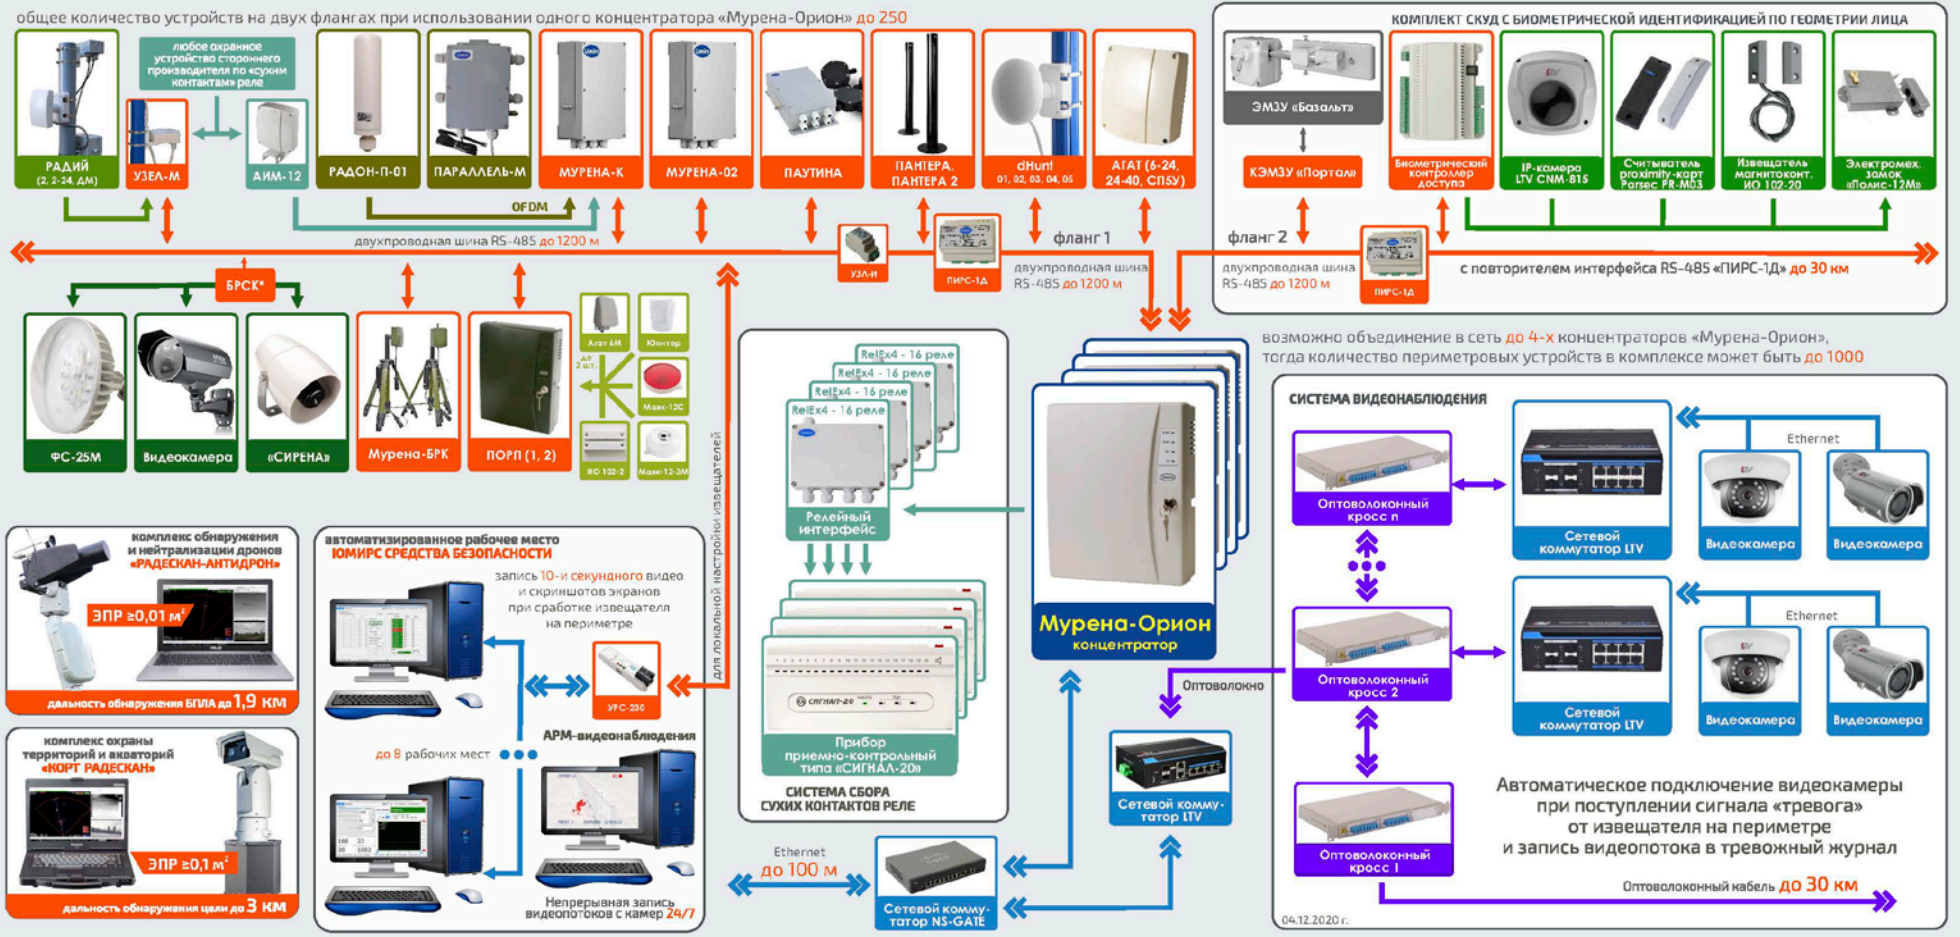 общее количество устройств на двух флангах при использовании одного концентратора «Мурена-Орион» до 250
РАДИЙ
(2, 2-24, ДМ)
любое охранное
устройство стороннего
производителя по «сухим
контактам» реле
УЗЕЛ-М
АИМ-12
РАДОН-П-01
ПАРАЛЛЕЛЬ-М
МУРЕНА-К
МУРЕНА-02
ПАУТИНА
ПАНТЕРА,
ПАНТЕРА 2
dHunt
01, 02, 03, 04, 05
АГАТ (6-24,
24-40, СП5У)
OFDM
двухпроводная шина RS-485 до 1200 м
УЗЛ-И
ПИРС-1Д
фланг 1
двухпроводная шина
RS-485 до 1200 м
КОМПЛЕКТ СКУД С БИОМЕТРИЧЕСКОЙ ИДЕНТИФИКАЦИЕЙ ПО ГЕОМЕТРИИ ЛИЦА
ЭМЗУ «Базальт»
КЭМЗУ «Портал»
Биометрический
контроллер
доступа
IP-камера
LTV CNM-815
Считыватель
proximity-карт
Parsec PR-M03
Извещатель
магнитоконт.
ИО 102-20
Электромех.
замок
«Полис-12М»
фланг 2
двухпроводная шина
RS-485 до 1200 м
ПИРС-1Д
с повторителем интерфейса RS-485 «ПИРС-1Д» до 30 км
БРСК*
ФС-25М
Видеокамера
«СИРЕНА»
Мурена-БРК
ПОРП (1, 2)
до
2 шт.
Агат 6М
Юпитер
Маяк-12С
ИО 102-2
Маяк-12-3М
для локальной настройки извещателей
RelEx4 - 16 реле
RelEx4 - 16 реле
RelEx4 - 16 реле
RelEx4 - 16 реле
Релейный
интерфейс
СИГНАЛ-20
Прибор
приемно-контрольный
типа «СИГНАЛ-20»
СИСТЕМА СБОРА
СУХИХ КОНТАКТОВ РЕЛЕ
Мурена-Орион
концентратор
возможно объединение в сеть до 4-х концентраторов «Мурена-Орион»,
тогда количество периметровых устройств в комплексе может быть до 1000
СИСТЕМА ВИДЕОНАБЛЮДЕНИЯ
Оптоволоконный
кросс n
Сетевой
коммутатор LTV
Ethernet
Видеокамера
Видеокамера
Оптоволоконный
кросс 2
Сетевой
коммутатор LTV
Ethernet
Видеокамера
Видеокамера
Оптоволоконный
кросс 1
Автоматическое подключение видеокамеры
при поступлении сигнала «тревога»
от извещателя на периметре
и запись видеопотока в тревожный журнал
Оптоволоконный кабель до 30 км
04.12.2020 г.
Оптоволокно
Сетевой комму-
татор LTV
Ethernet
до 100 м
Сетевой комму-
татор NS-GATE
комплекс обнаружения
и нейтрализации дронов
«РАДЕСКАН-АНТИДРОН»
ЭПР ≥0,01 м²
дальность обнаружения БПЛА до 1,9 КМ
комплекс охраны
территорий и акваторий
«КОРТ РАДЕСКАН»
ЭПР ≥0,1 м²
дальность обнаружения цели до 3 КМ
автоматизированное рабочее место
ЮМИРС СРЕДСТВА БЕЗОПАСНОСТИ
запись 10-и секундного видео
и скриншотов экранов
при сработке извещателя
на периметре
УРС-230
до 8 рабочих мест
АРМ-видеонаблюдения
Непрерывная запись
видеопотоков с камер 24/7